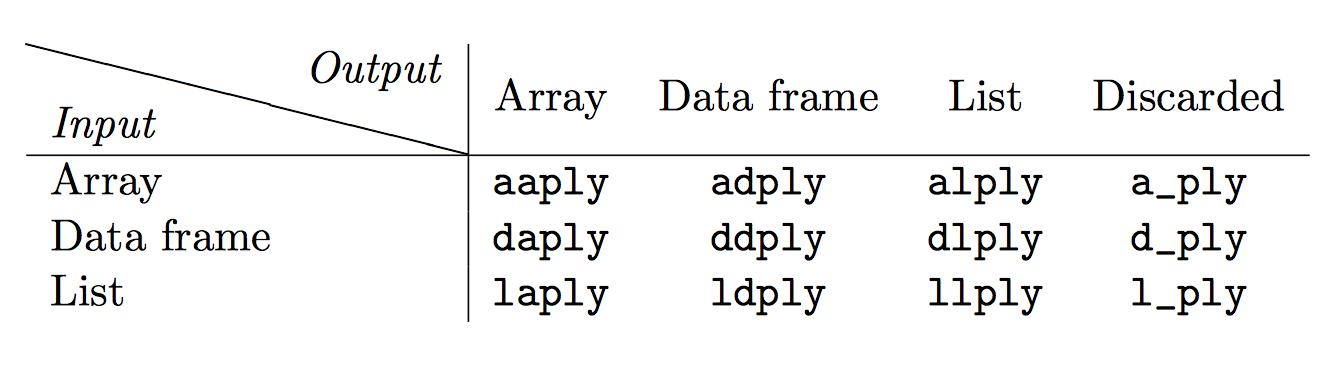 Output
Input
Array Data frame List Discarded
Array aaply adply alply a_ply
Data frame daply ddply dlply d_ply
List laply ldply llply l_ply